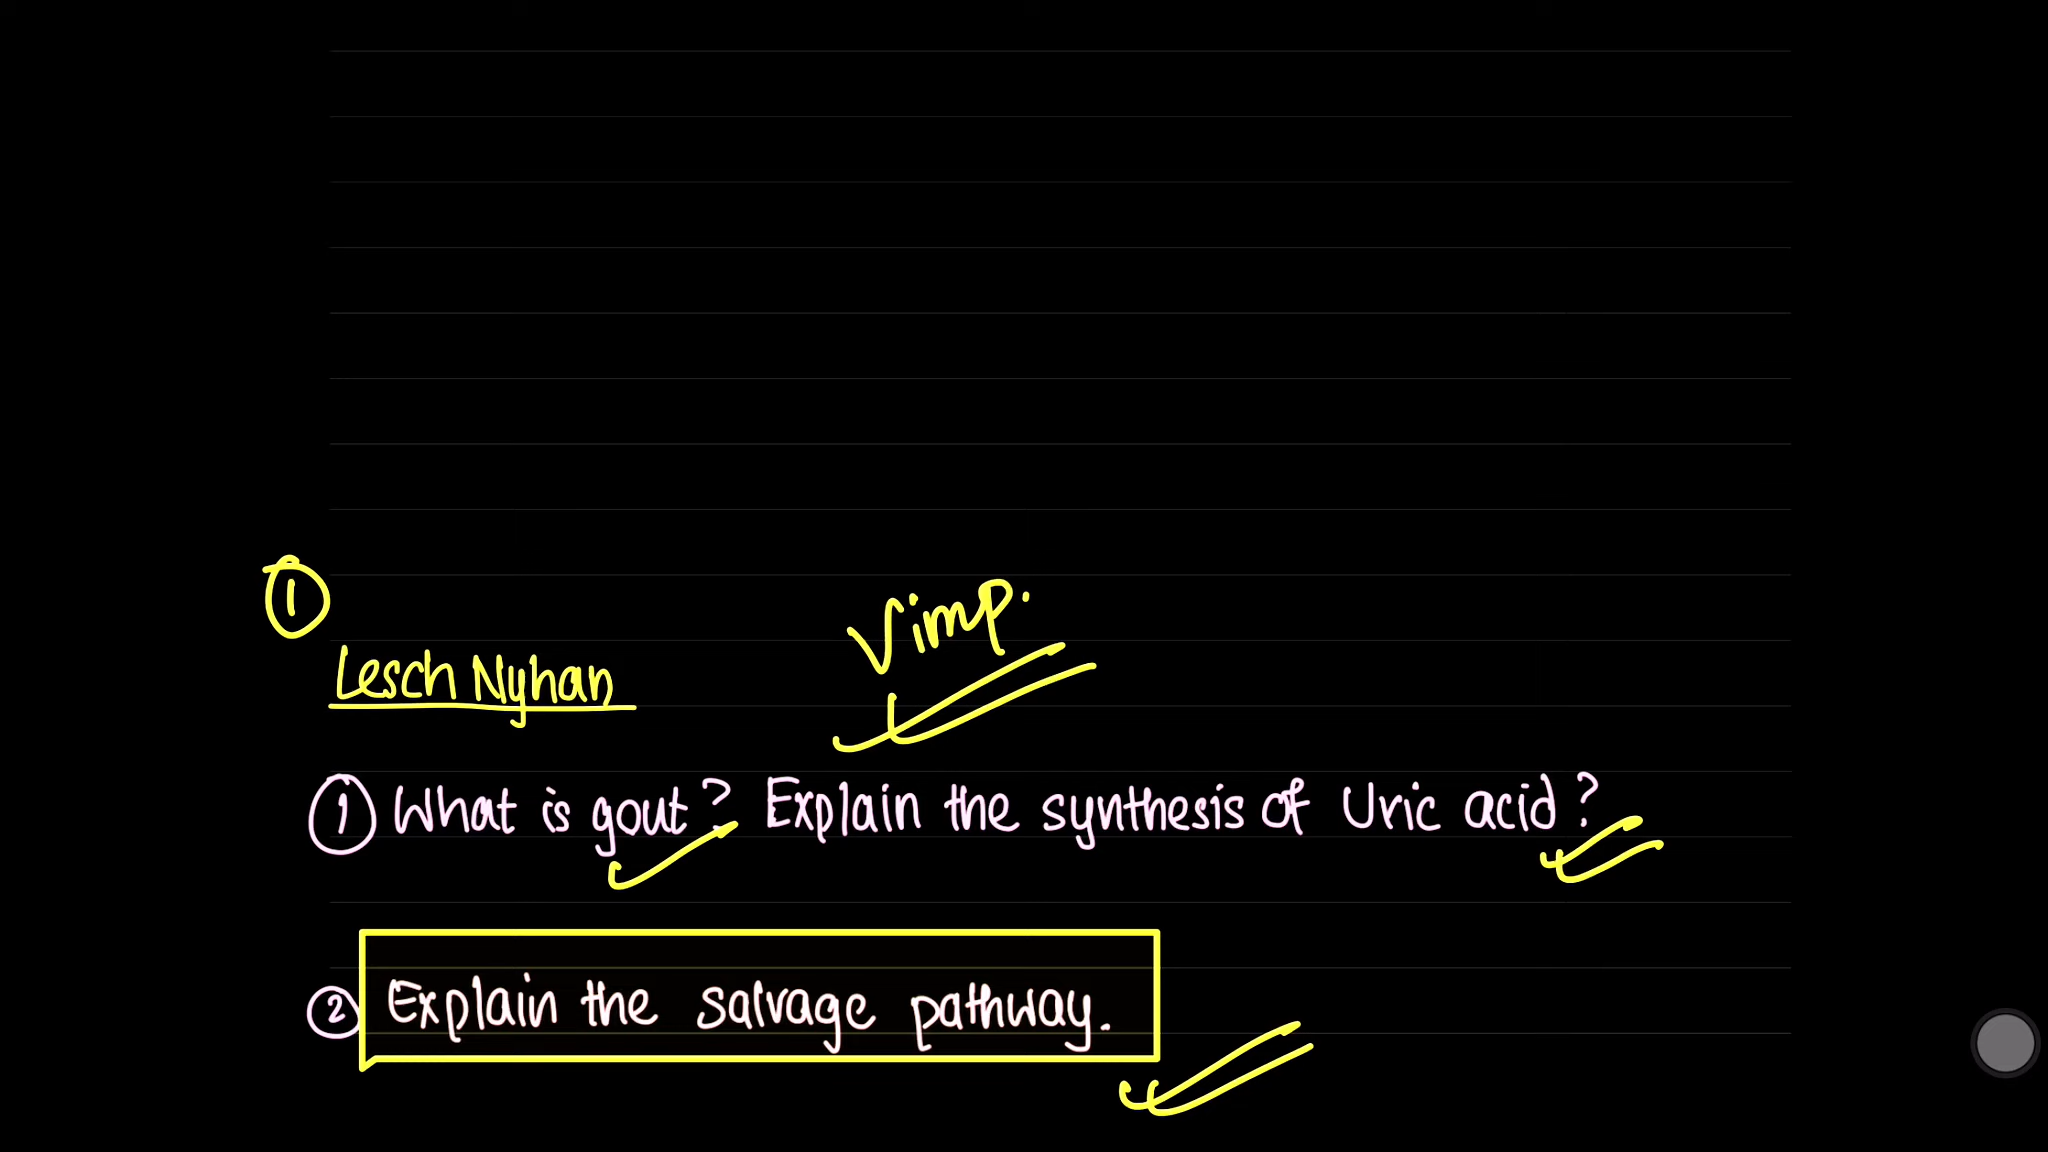 ①
Vimp.
Lesch Nyhan
① What is gout? Explain the synthesis of Uric acid?
② Explain the salvage pathway.